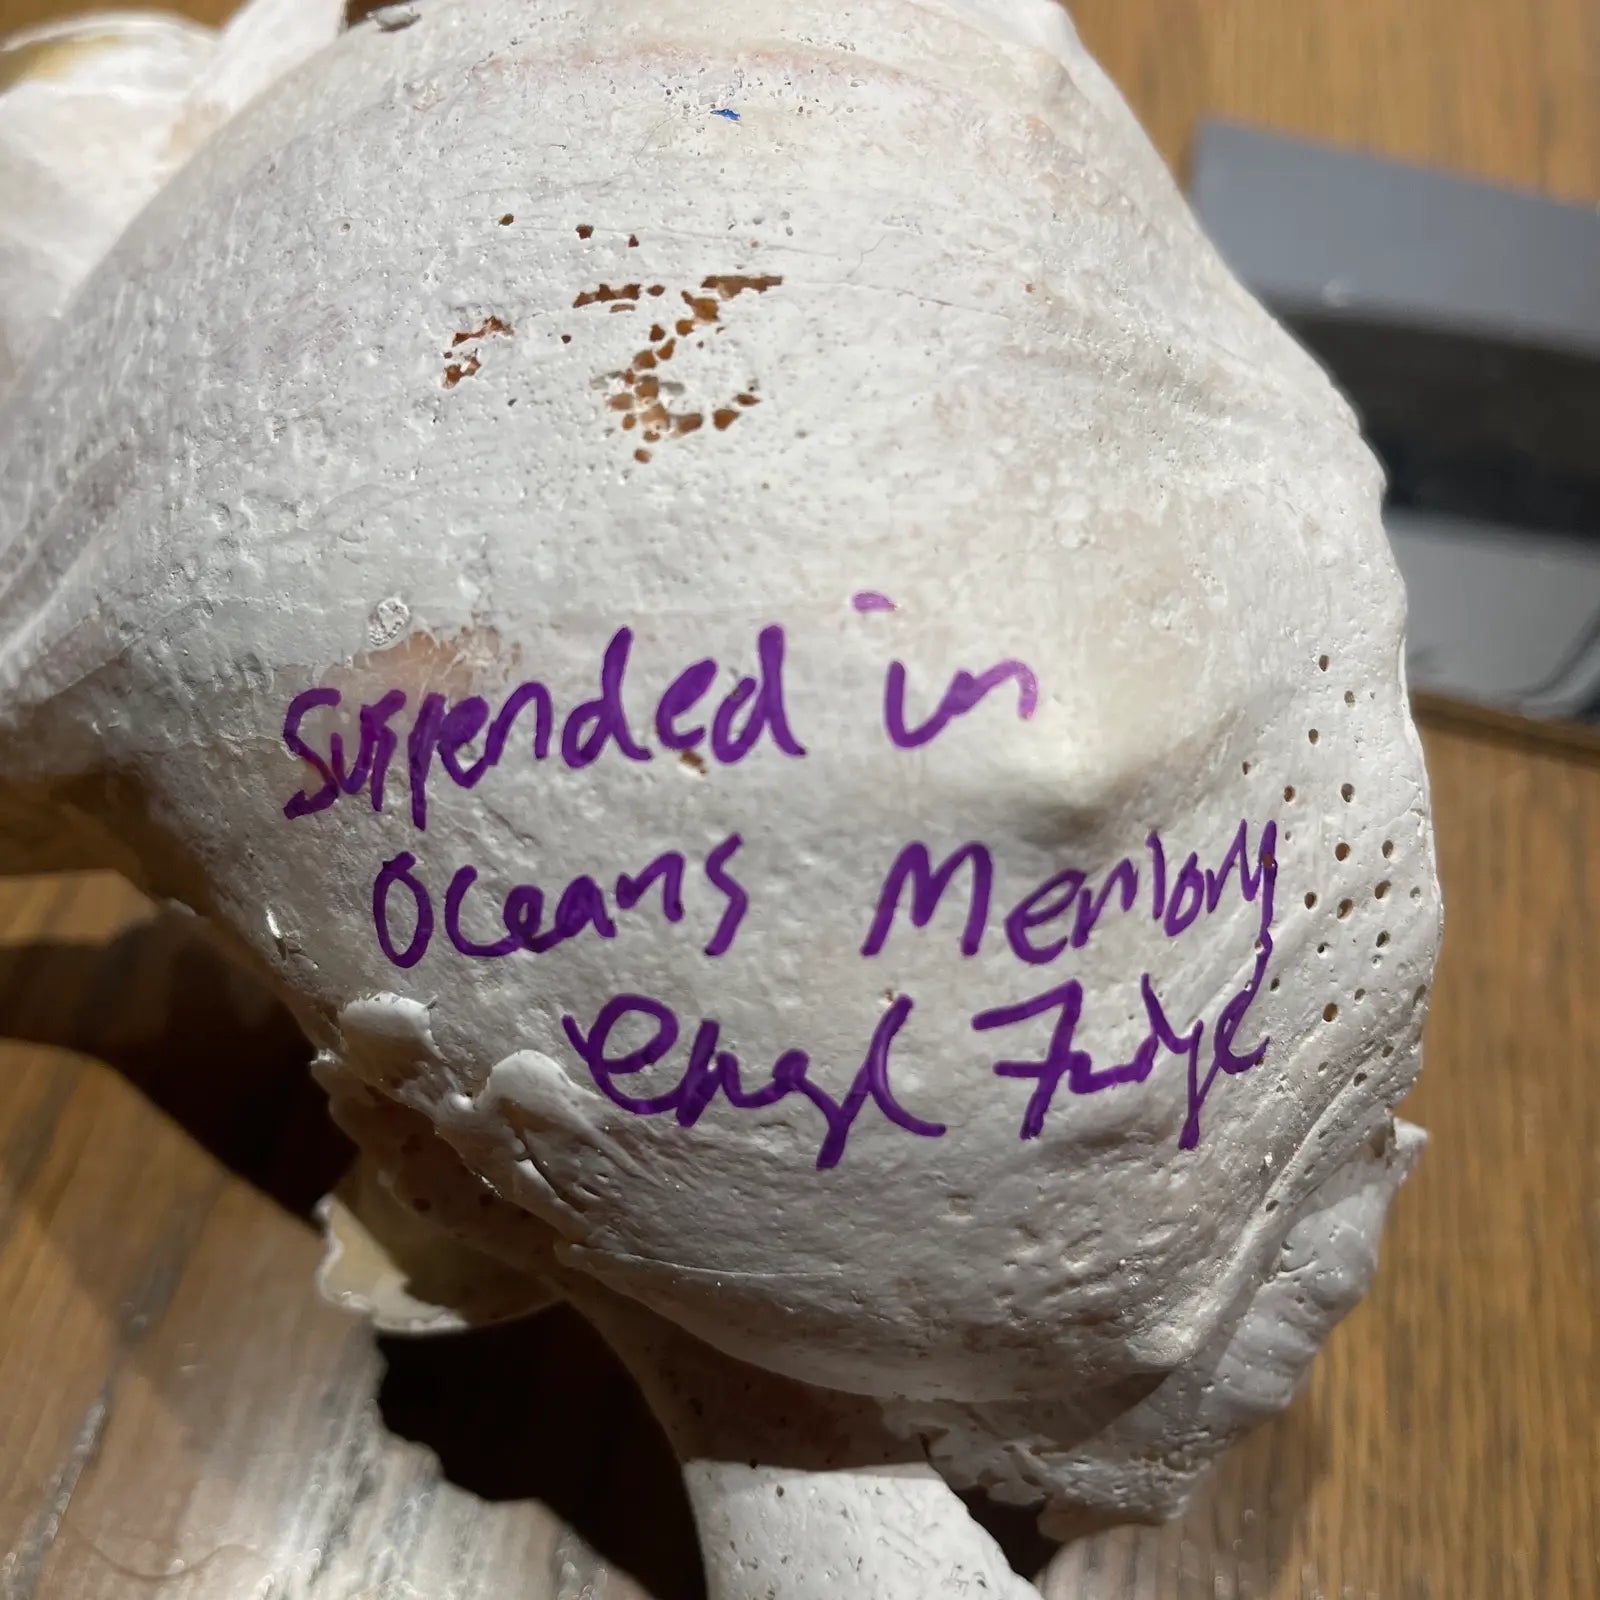 suspended in
Oceans Memory